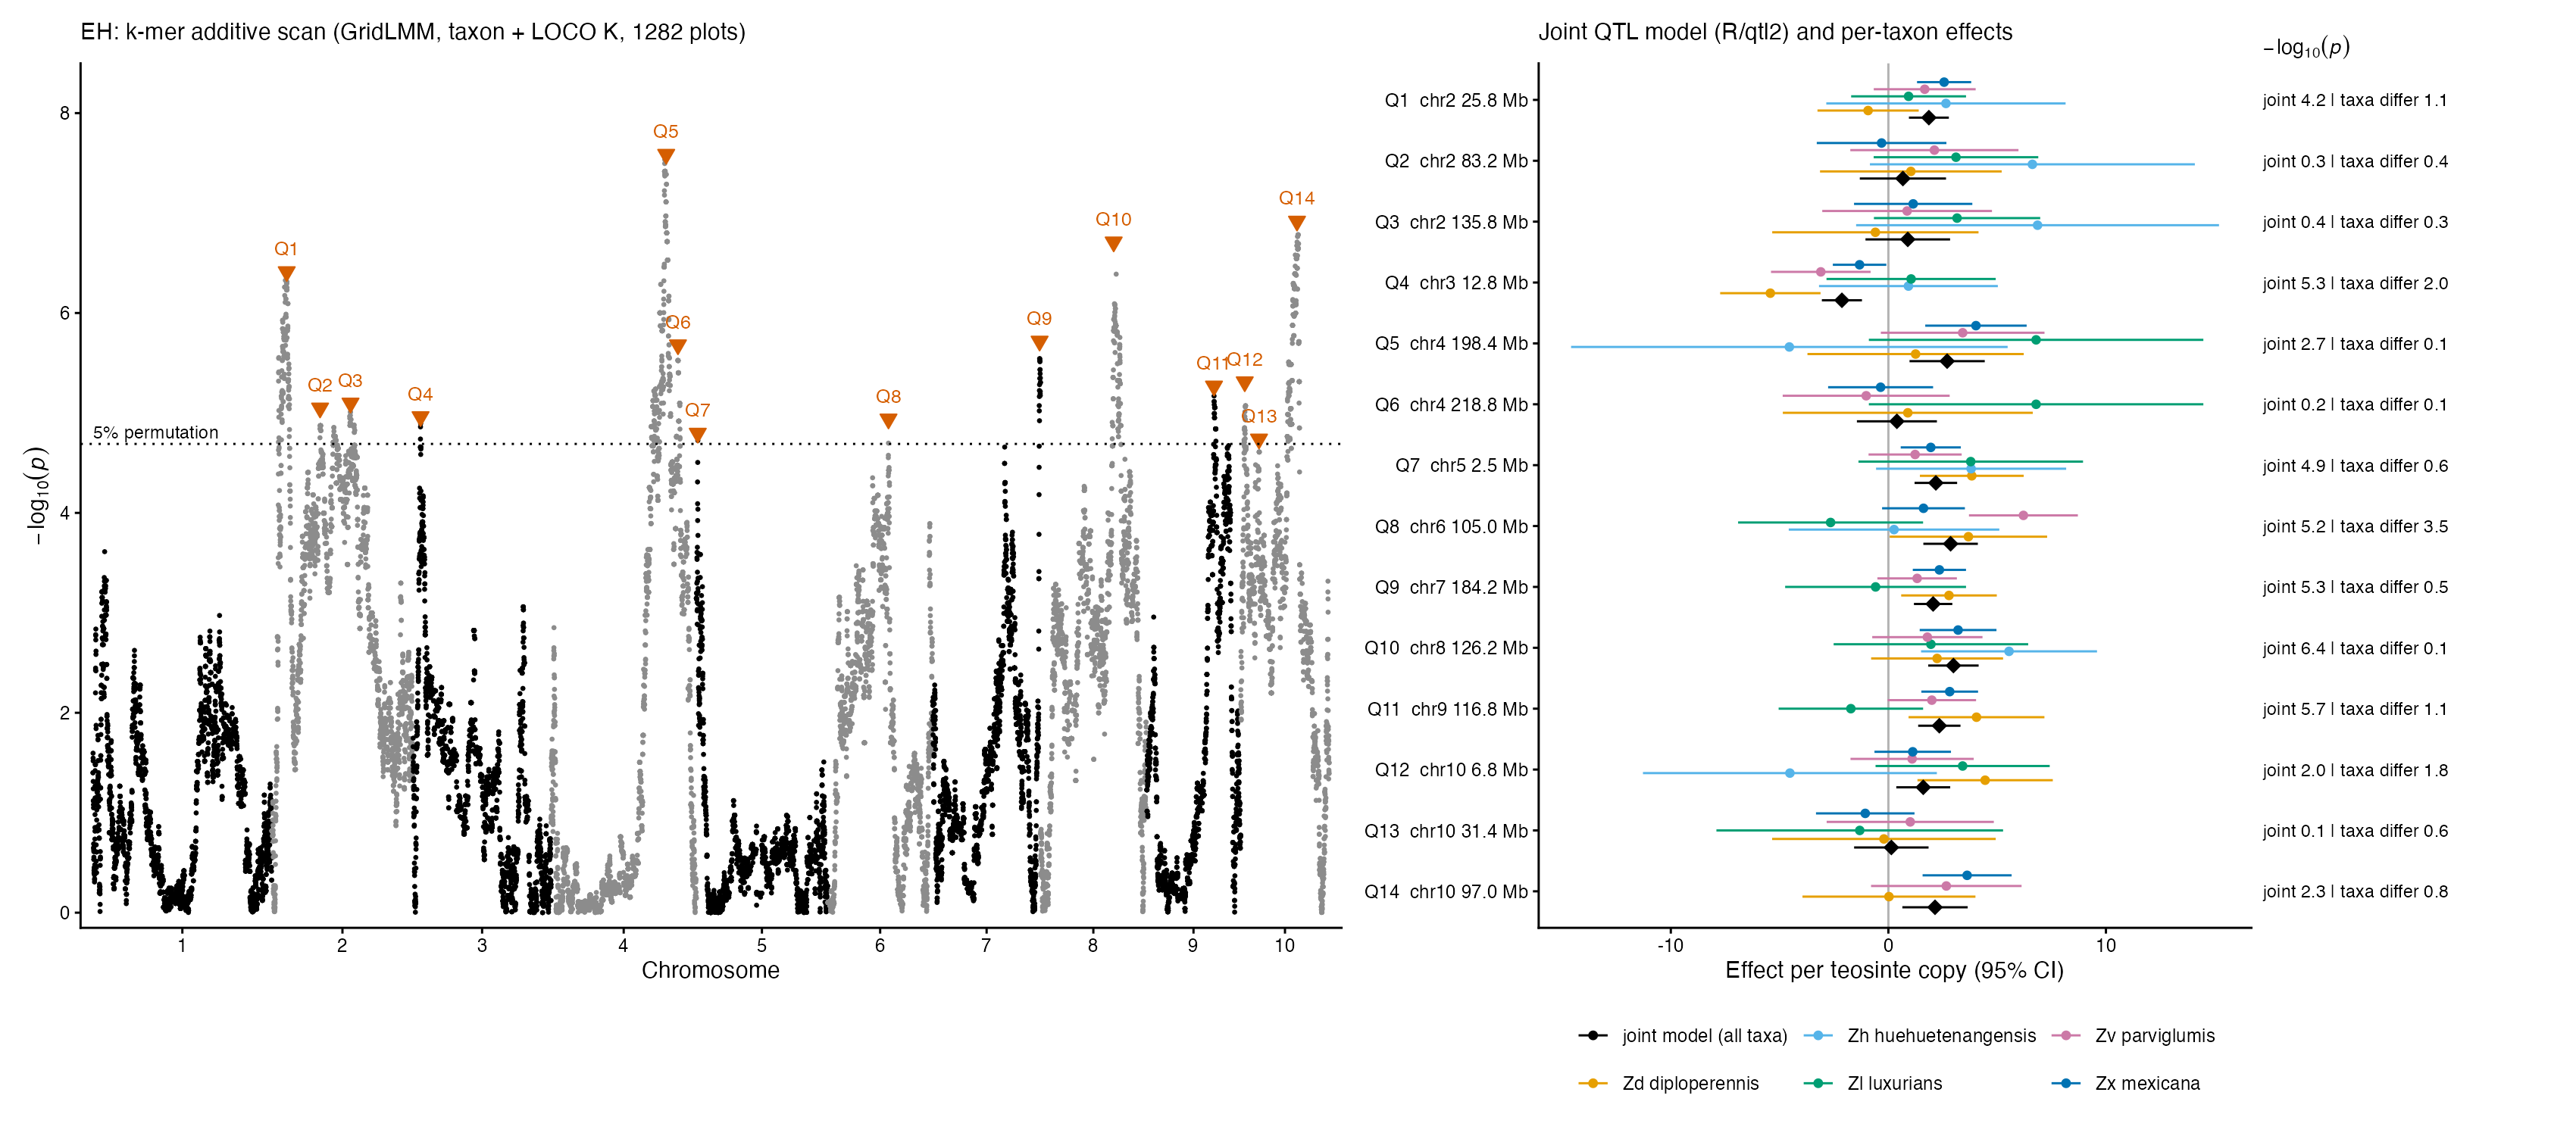 EH: k-mer additive scan (GridLMM, taxon + LOCO K, 1282 plots)
−log10(p)
8
6
4
2
0
5% permutation
Q1
Q2
Q3
Q4
Q5
Q6
Q7
Q8
Q9
Q10
Q11
Q12
Q13
Q14
1 2 3 4 5 6 7 8 9 10
Chromosome
Joint QTL model (R/qtl2) and per-taxon effects
−log10(p)
Q1 chr2 25.8 Mb joint 4.2 | taxa differ 1.1
Q2 chr2 83.2 Mb joint 0.3 | taxa differ 0.4
Q3 chr2 135.8 Mb joint 0.4 | taxa differ 0.3
Q4 chr3 12.8 Mb joint 5.3 | taxa differ 2.0
Q5 chr4 198.4 Mb joint 2.7 | taxa differ 0.1
Q6 chr4 218.8 Mb joint 0.2 | taxa differ 0.1
Q7 chr5 2.5 Mb joint 4.9 | taxa differ 0.6
Q8 chr6 105.0 Mb joint 5.2 | taxa differ 3.5
Q9 chr7 184.2 Mb joint 5.3 | taxa differ 0.5
Q10 chr8 126.2 Mb joint 6.4 | taxa differ 0.1
Q11 chr9 116.8 Mb joint 5.7 | taxa differ 1.1
Q12 chr10 6.8 Mb joint 2.0 | taxa differ 1.8
Q13 chr10 31.4 Mb joint 0.1 | taxa differ 0.6
Q14 chr10 97.0 Mb joint 2.3 | taxa differ 0.8
-10 0 10
Effect per teosinte copy (95% CI)
joint model (all taxa) Zh huehuetenangensis Zv parviglumis
Zd diploperennis Zl luxurians Zx mexicana